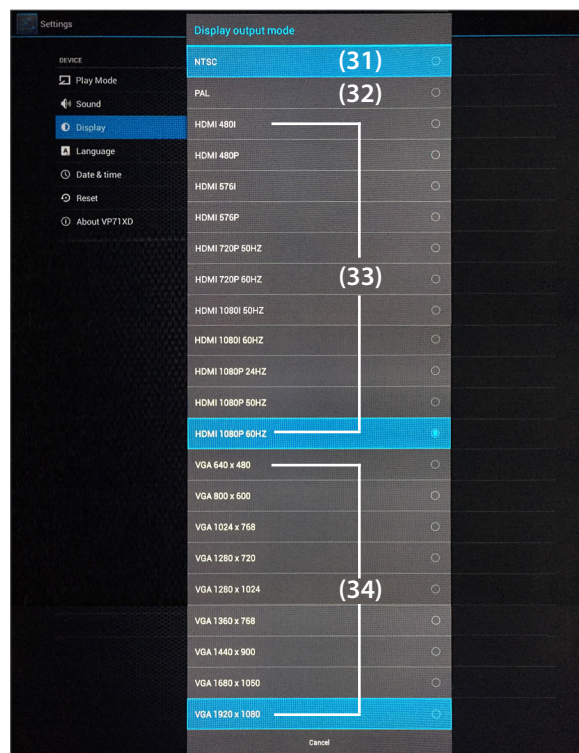 Settings
Display output mode
DEVICE
Play Mode
Sound
Display
Language
Date & time
Reset
About VP71XD
NTSC (31)
PAL (32)
HDMI 480I
HDMI 480P
HDMI 576I
HDMI 576P
HDMI 720P 50HZ
HDMI 720P 60HZ (33)
HDMI 1080I 50HZ
HDMI 1080I 60HZ
HDMI 1080P 24HZ
HDMI 1080P 50HZ
HDMI 1080P 60HZ
VGA 640 x 480
VGA 800 x 600
VGA 1024 x 768
VGA 1280 x 720
VGA 1280 x 1024 (34)
VGA 1360 x 768
VGA 1440 x 900
VGA 1680 x 1050
VGA 1920 x 1080
Cancel